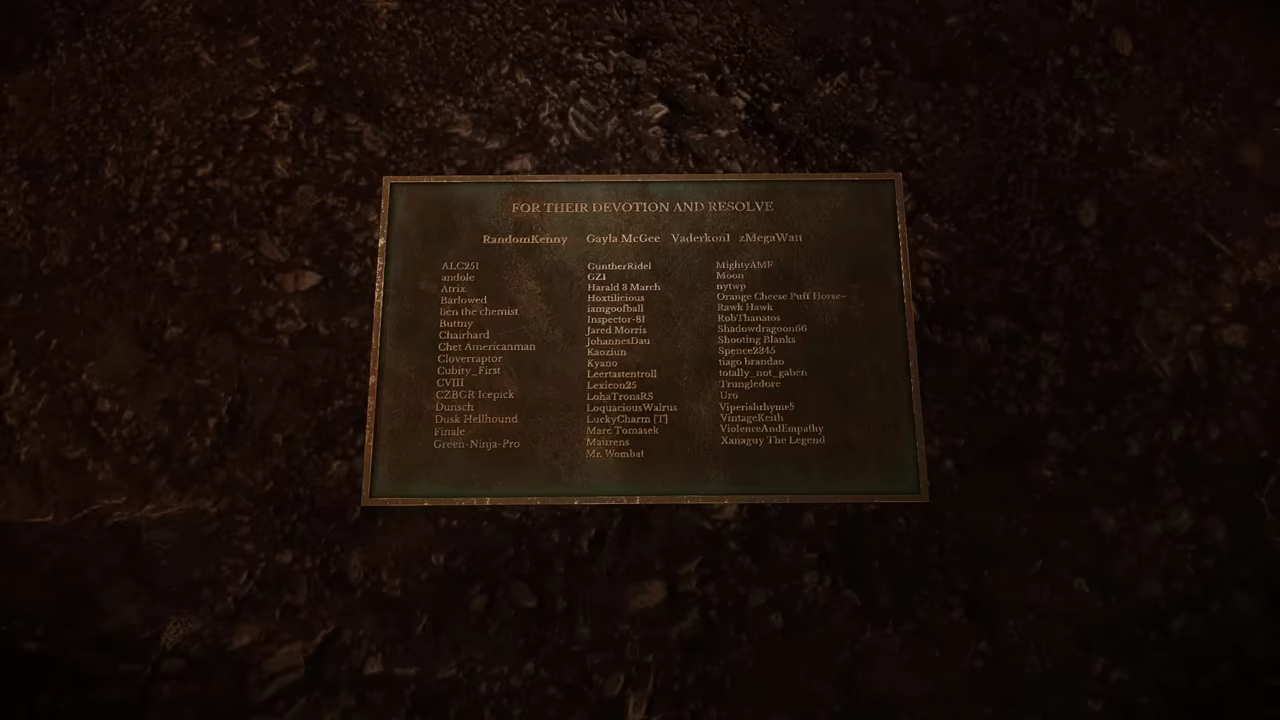 FOR THEIR DEVOTION AND RESOLVE
RandomKenny Gayla McGee Vaderkon1 zMegaWatt
ALC251
andole
Atrix
Barlowed
ben the chemist
Buttny
Chairhard
Chet Americanman
Cloverraptor
Cubity_First
CVIII
CZBGR Icepick
Dunsch
Dusk Hellhound
Finale
Green-Ninja-Pro
GuntherRidel
GZ1
Harald 8 March
Hoxtilicious
iamgoofball
Inspector-81
Jared Morris
JohannesDau
Kaoziun
Kyano
Leertastentroll
Lexicon25
LohaTronsRS
LoquaciousWalrus
LuckyCharm [T]
Marc Tomasek
Maurens
Mr. Wombat
MightyAMF
Moon
nytwp
Orange Cheese Puff Horse~
Rawk Hawk
RobThanatos
Shadowdragoon66
Shooting Blanks
Spence2345
tiago brandao
totally_not_gaben
Trungledore
Uro
Viperishrhyme5
VintageKeith
ViolenceAndEmpathy
Xanaguy The Legend